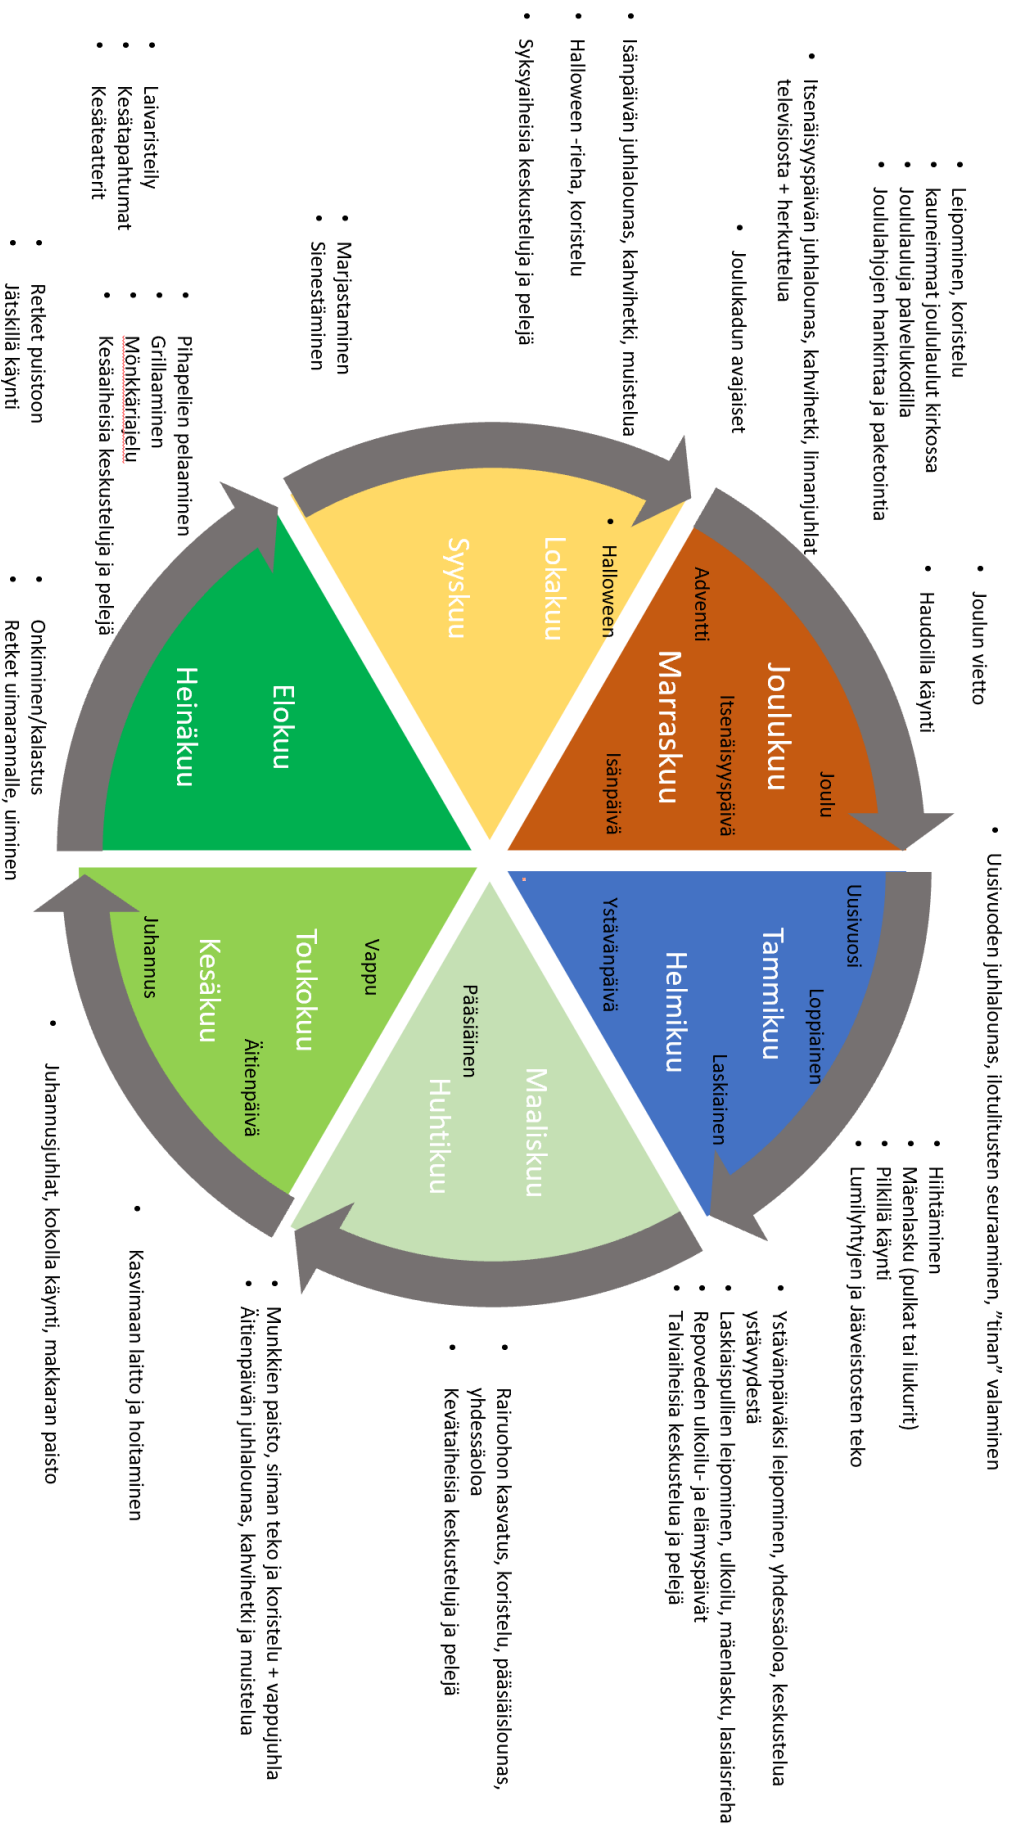 Uusivuoden juhlalounas, ilotulitusten seuraaminen, ”tinan” valaminen
Joulun vietto
Haudoilla käynti
Leipominen, koristelu
kauneimmat joululaulut kirkossa
Joululauluja palvelukodilla
Joululahjojen hankintaa ja paketointia
Itsenäisyyspäivän juhlalounas, kahvihetki, linnanjuhlat
televisiosta + herkuttelua
Joulukadun avajaiset
Isänpäivän juhlalounas, kahvihetki, muistelua
Halloween -rieha, koristelu
Syksyaiheisia keskusteluja ja pelejä
Marjastaminen
Sienestäminen
Pihapelien pelaaminen
Grillaaminen
Mönkkäriajelu
Kesäaiheisia keskusteluja ja pelejä
Laivaristeily
Kesätapahtumat
Kesäteatterit
Retket puistoon
Jätskillä käynti
Onkiminen/kalastus
Retket uimarannalle, uiminen
Hiihtäminen
Mäenlasku (pulkat tai liukurit)
Pilkillä käynti
Lumilyhtyjen ja Jääveistosten teko
Ystävänpäiväksi leipominen, yhdessäoloa, keskustelua
ystävyydestä
Laskiaispullien leipominen, ulkoilu, mäenlasku, lasiaisrieha
Repoveden ulkoilu- ja elämyspäivät
Talviaiheisia keskustelua ja pelejä
Rairuohon kasvatus, koristelu, pääsiäislounas,
yhdessäoloa
Kevätaiheisia keskusteluja ja pelejä
Munkkien paisto, siman teko ja koristelu + vappujuhla
Äitienpäivän juhlalounas, kahvihetki ja muistelua
Kasvimaan laitto ja hoitaminen
Juhannusjuhlat, kokolla käynti, makkaran paisto
Uusivuosi
Loppiainen
Tammikuu
Laskiainen
Helmikuu
Ystävänpäivä
Maaliskuu
Pääsiäinen
Huhtikuu
Vappu
Toukokuu
Äitienpäivä
Kesäkuu
Juhannus
Elokuu
Heinäkuu
Halloween
Lokakuu
Syyskuu
Joulu
Joulukuu
Itsenäisyyspäivä
Adventti
Marraskuu
Isänpäivä